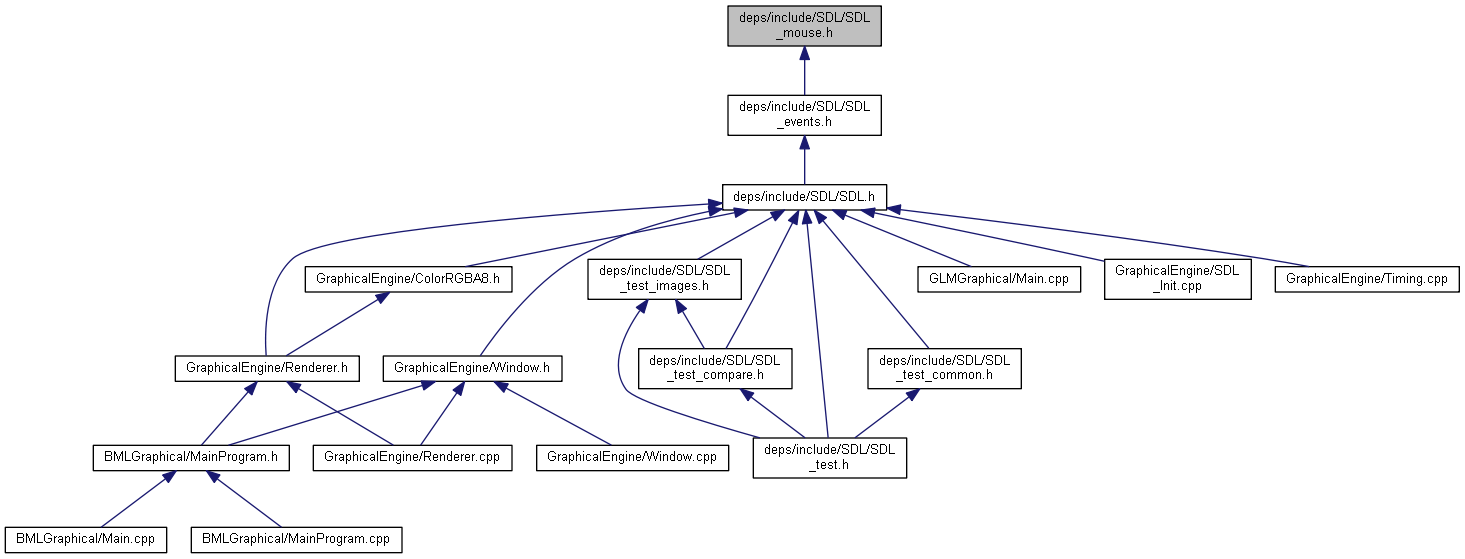 deps/include/SDL/SDL
_mouse.h
deps/include/SDL/SDL
_events.h
deps/include/SDL/SDL.h
GraphicalEngine/ColorRGBA8.h
deps/include/SDL/SDL
_test_images.h
GLMGraphical/Main.cpp
GraphicalEngine/SDL
_Init.cpp
GraphicalEngine/Timing.cpp
GraphicalEngine/Renderer.h
GraphicalEngine/Window.h
deps/include/SDL/SDL
_test_compare.h
deps/include/SDL/SDL
_test_common.h
BMLGraphical/MainProgram.h
GraphicalEngine/Renderer.cpp
GraphicalEngine/Window.cpp
deps/include/SDL/SDL
_test.h
BMLGraphical/Main.cpp
BMLGraphical/MainProgram.cpp